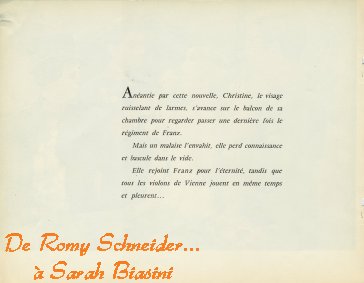 Anéantie par cette nouvelle, Christine, le visage
ruisselant de larmes, s'avance sur le balcon de sa
chambre pour regarder passer une dernière fois le
régiment de Franz.
Mais un malaise l'envahit, elle perd connaissance
et bascule dans le vide.
Elle rejoint Franz pour l'éternité, tandis que
tous les violons de Vienne jouent en même temps
et pleurent...
De Romy Schneider...
à Sarah Biasini